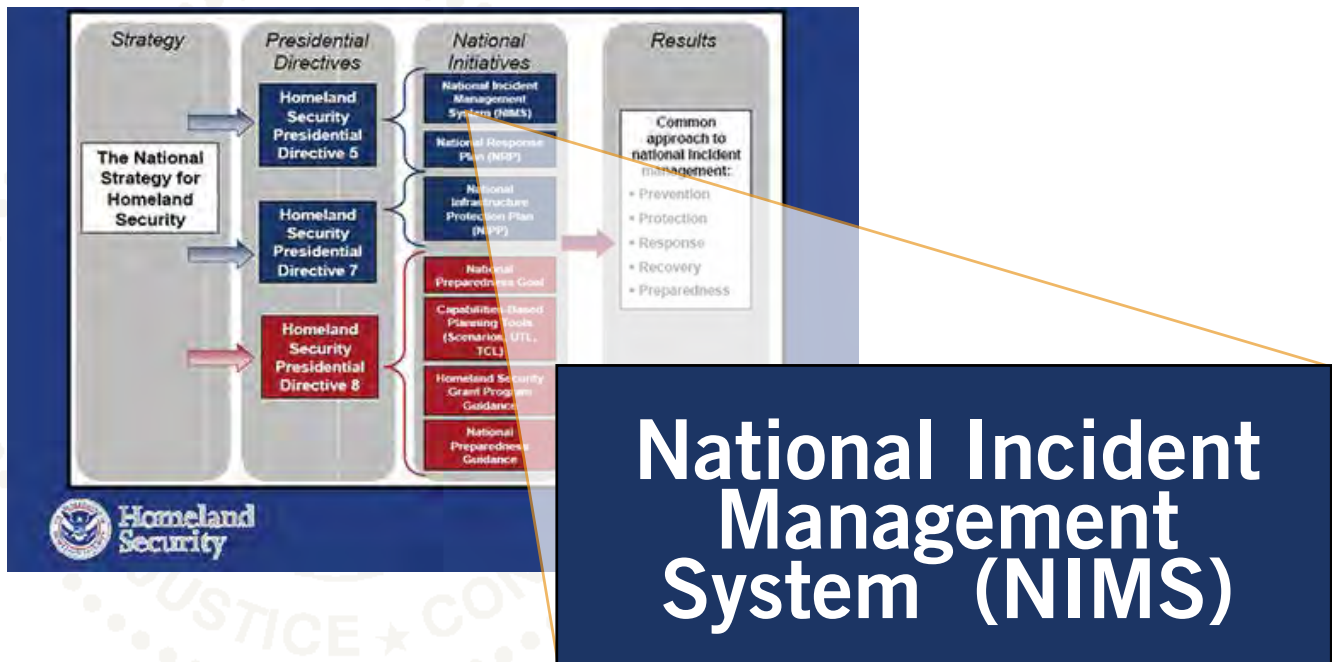 Strategy
Presidential
Directives
National
Initiatives
Results
The National
Strategy for
Homeland
Security
Homeland
Security
Presidential
Directive 5
Homeland
Security
Presidential
Directive 7
Homeland
Security
Presidential
Directive 8
National Incident
Management
System (NIMS)
National Response
Plan (NRP)
National
Infrastructure
Protection Plan
(NIPP)
National
Preparedness Goal
Capabilities-Based
Planning Tools
(Scenarios, UTL,
TCL)
Homeland Security
Grant Program
Guidance
National
Preparedness
Guidance
Common
approach to
national incident
management:
• Prevention
• Protection
• Response
• Recovery
• Preparedness
Homeland
Security
National Incident
Management
System (NIMS)
JUSTICE ★